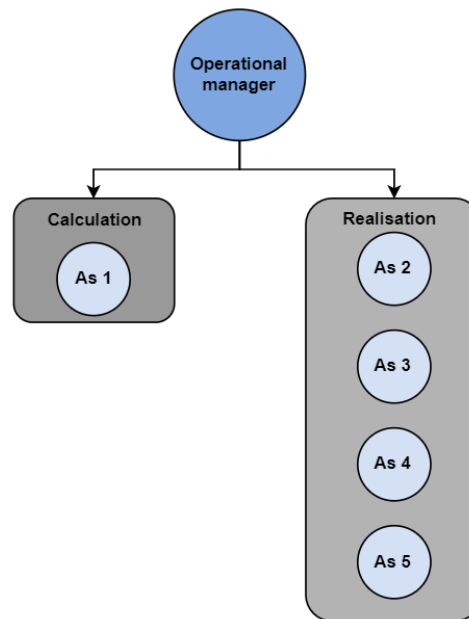 Operational
manager
Calculation
As 1
Realisation
As 2
As 3
As 4
As 5